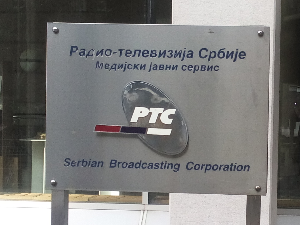 Радио-телевизија Србије
Медијски јавни сервис
РТС
Serbian Broadcasting Corporation